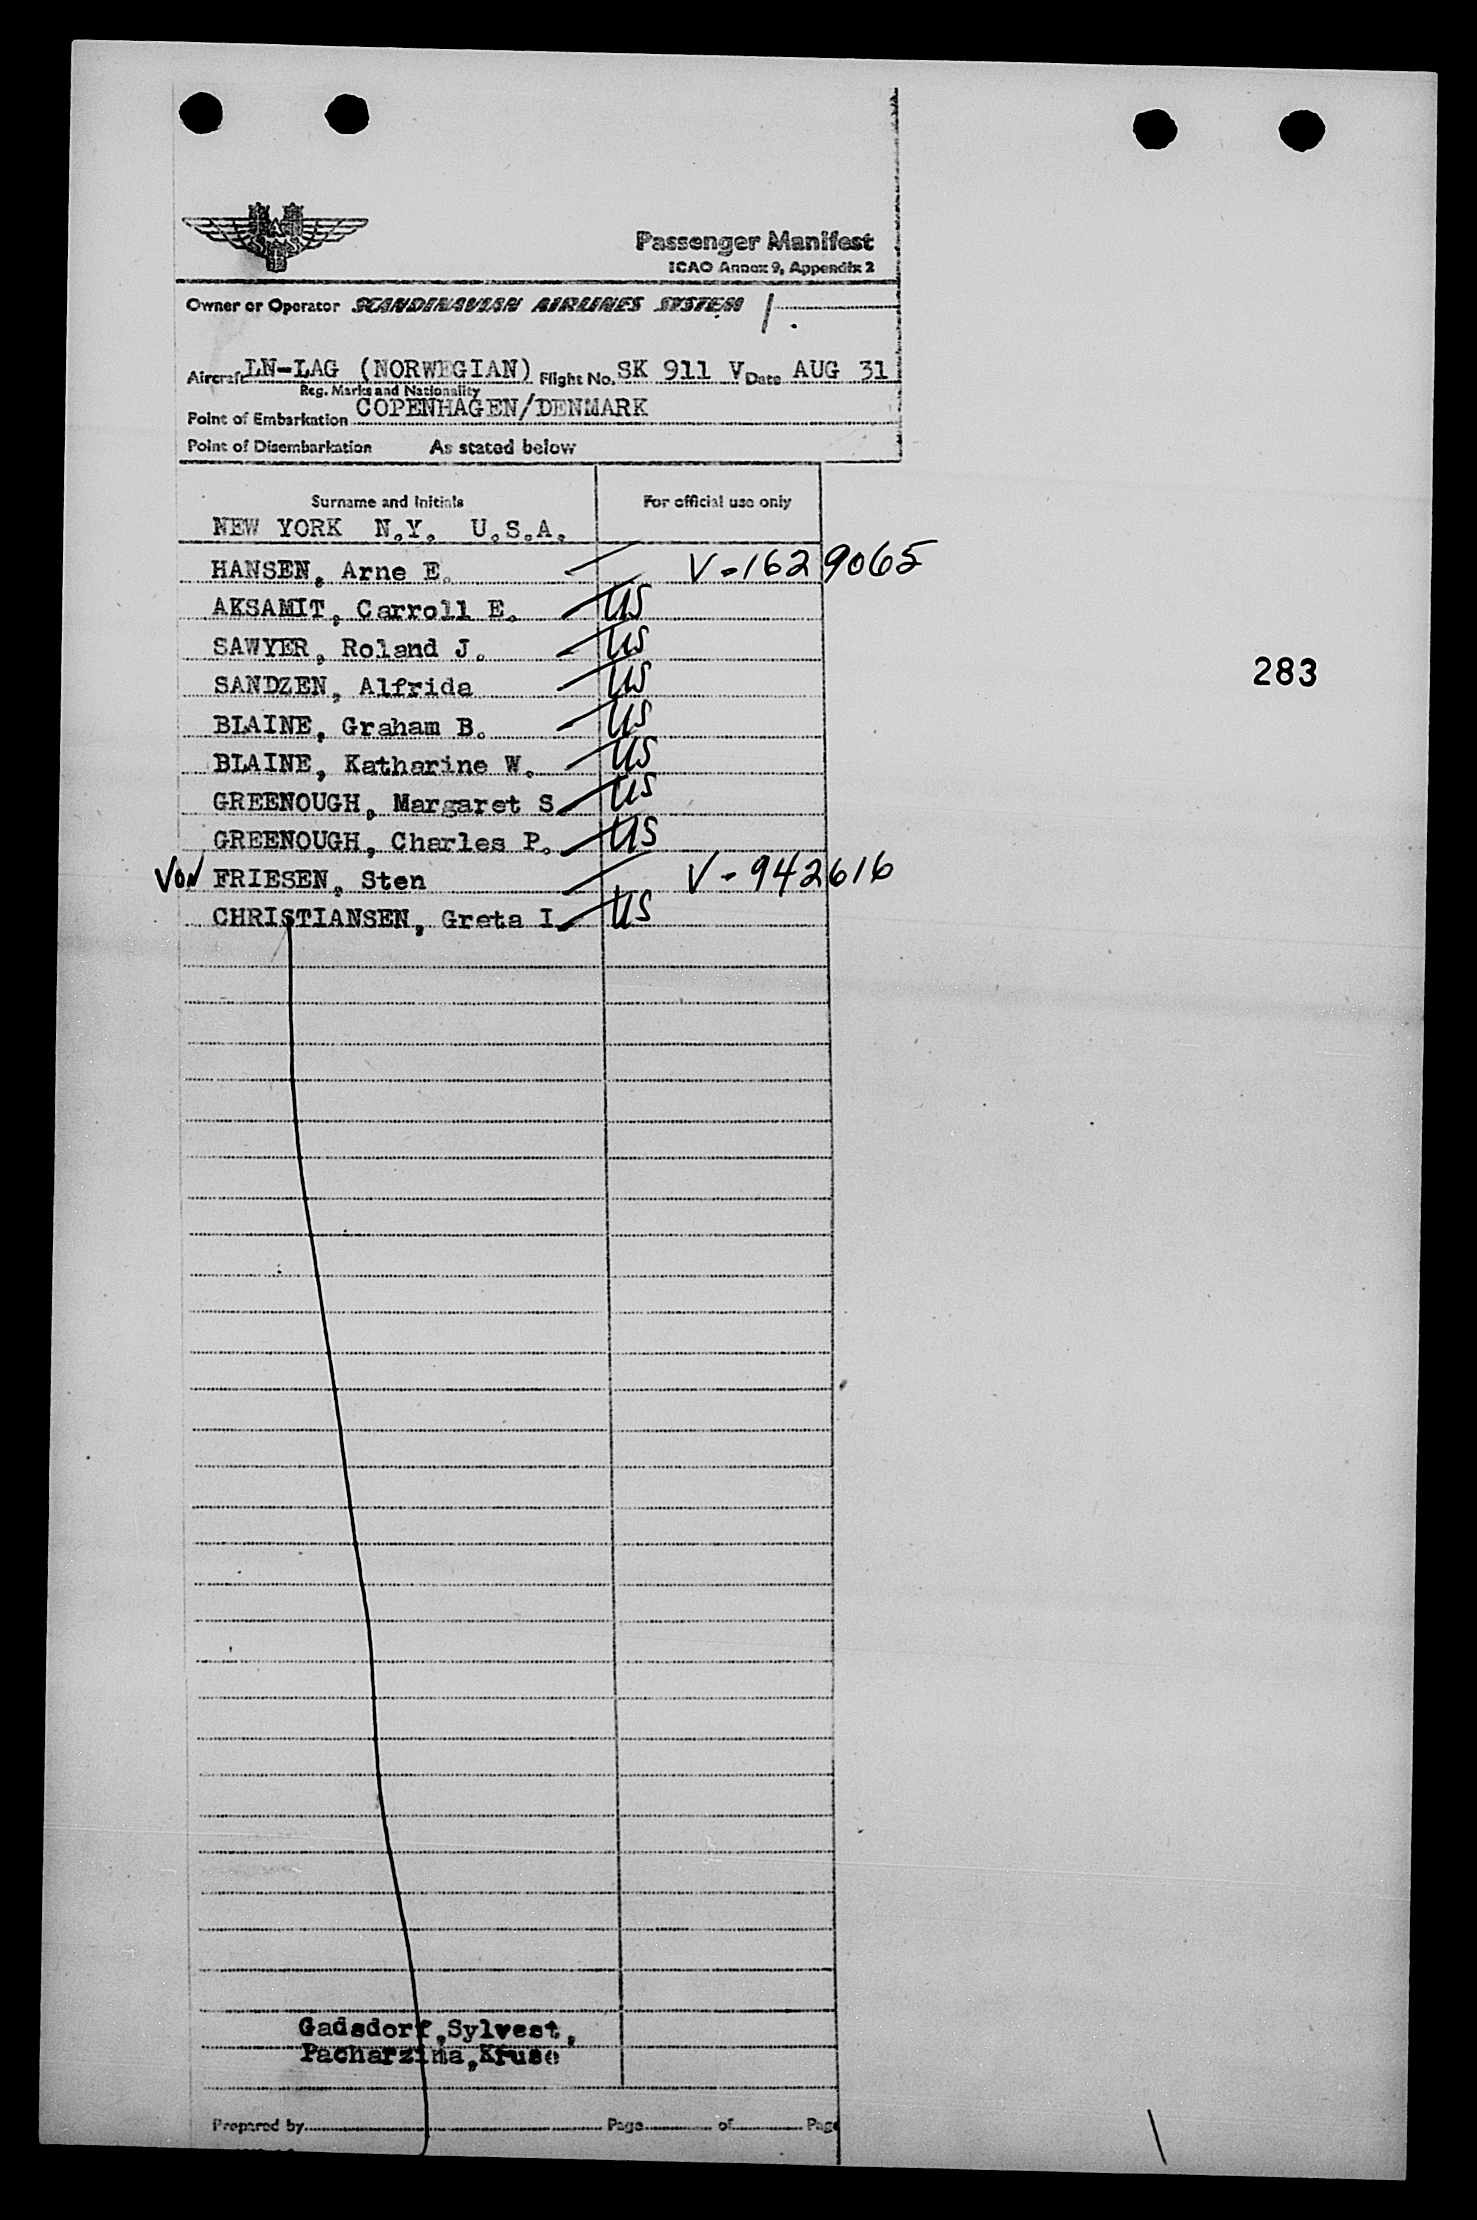 SAS
Passenger Manifest
ICAO Annex 9, Appendix 2
Owner or Operator SCANDINAVIAN AIRLINES SYSTEM 1.
Aircraft LN-LAG (NORWEGIAN) Flight No. SK 911 V Date AUG 31
Reg. Marks and Nationality
Point of Embarkation COPENHAGEN/DENMARK
Point of Disembarkation As stated below
Surname and Initials For official use only
NEW YORK N.Y. U.S.A.
HANSEN, Arne E. V-1629065
AKSAMIT, Carroll E. US
SAWYER, Roland J. US
283
SANDZEN, Alfrida US
BLAINE, Graham B. US
BLAINE, Katharine W. US
GREENOUGH, Margaret S. US
GREENOUGH, Charles P. US
VON FRIESEN, Sten V-942616
CHRISTIANSEN, Greta I. US
Gadsdorf,Sylvest,
Pacharzina,Kruse
Prepared by Page of Page